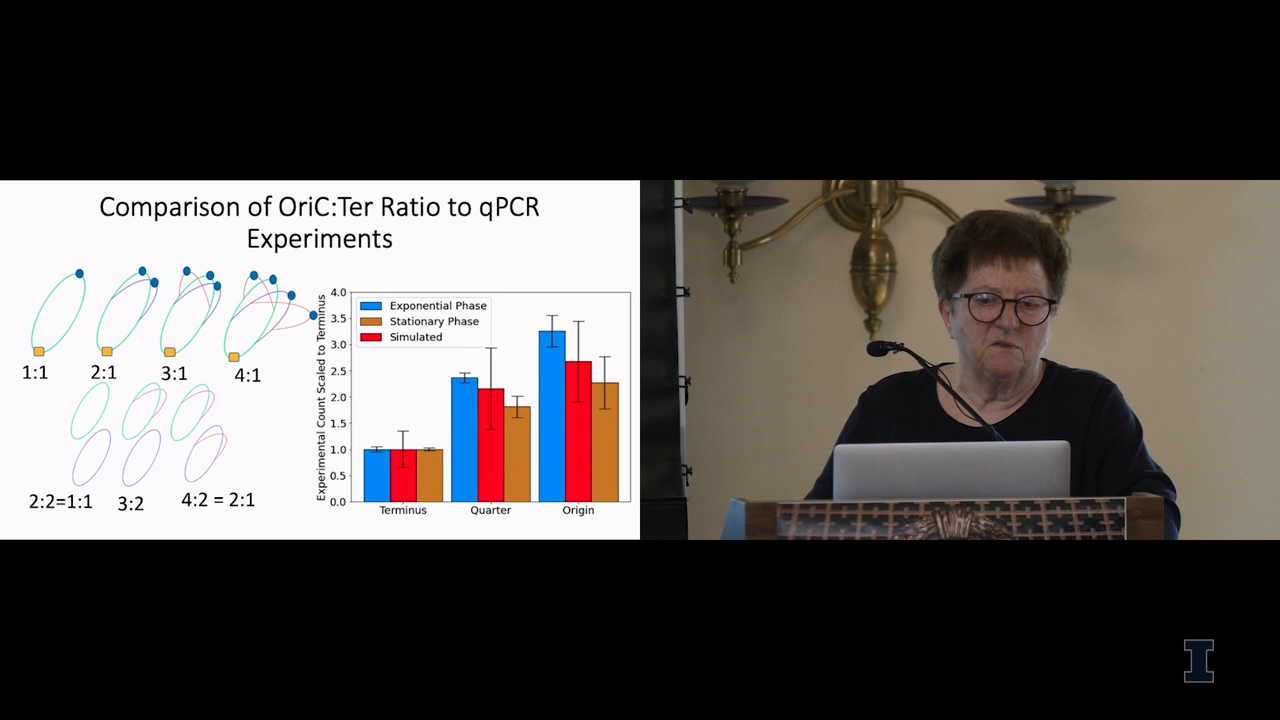 Comparison of OriC:Ter Ratio to qPCR
Experiments
1:1
2:1
3:1
4:1
2:2=1:1
3:2
4:2 = 2:1
Experimental Count Scaled to Terminus
4.0
3.5
3.0
2.5
2.0
1.5
1.0
0.5
0.0
Exponential Phase
Stationary Phase
Simulated
Terminus
Quarter
Origin
I